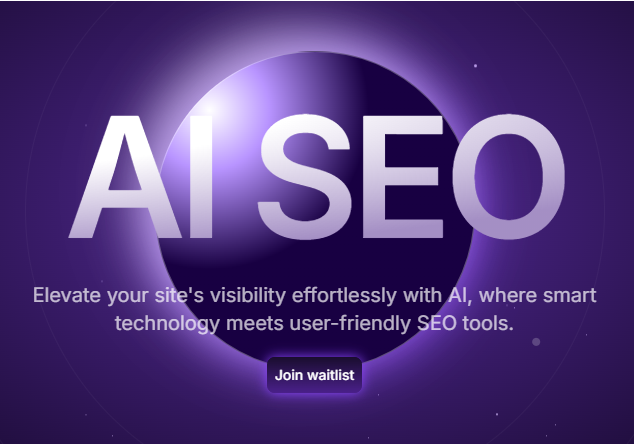 AI SEO
Elevate your site's visibility effortlessly with AI, where smart
technology meets user-friendly SEO tools.
Join waitlist